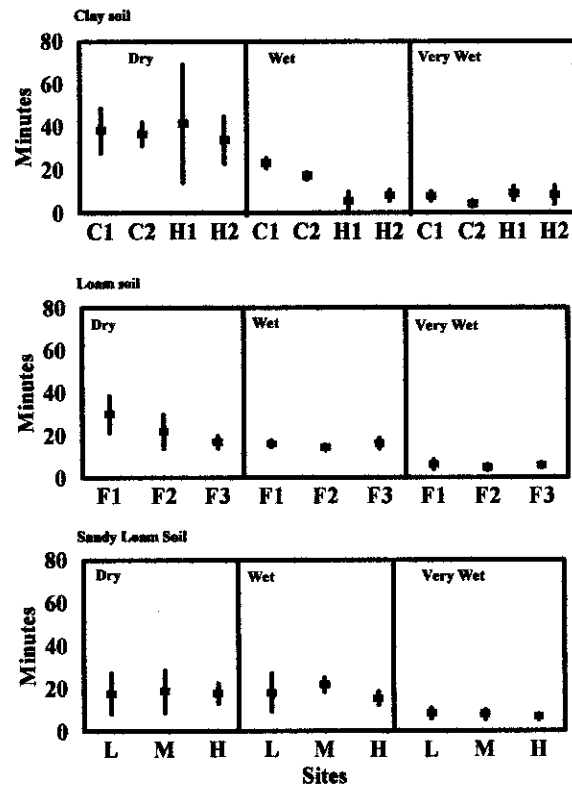 Clay soil
80
60
40
20
0
Minutes
Dry
Wet
Very Wet
C1 C2 H1 H2 C1 C2 H1 H2 C1 C2 H1 H2
Loam soil
80
60
40
20
0
Minutes
Dry
Wet
Very Wet
F1 F2 F3 F1 F2 F3 F1 F2 F3
Sandy Loam Soil
80
60
40
20
0
Minutes
Dry
Wet
Very Wet
L M H L M H L M H
Sites